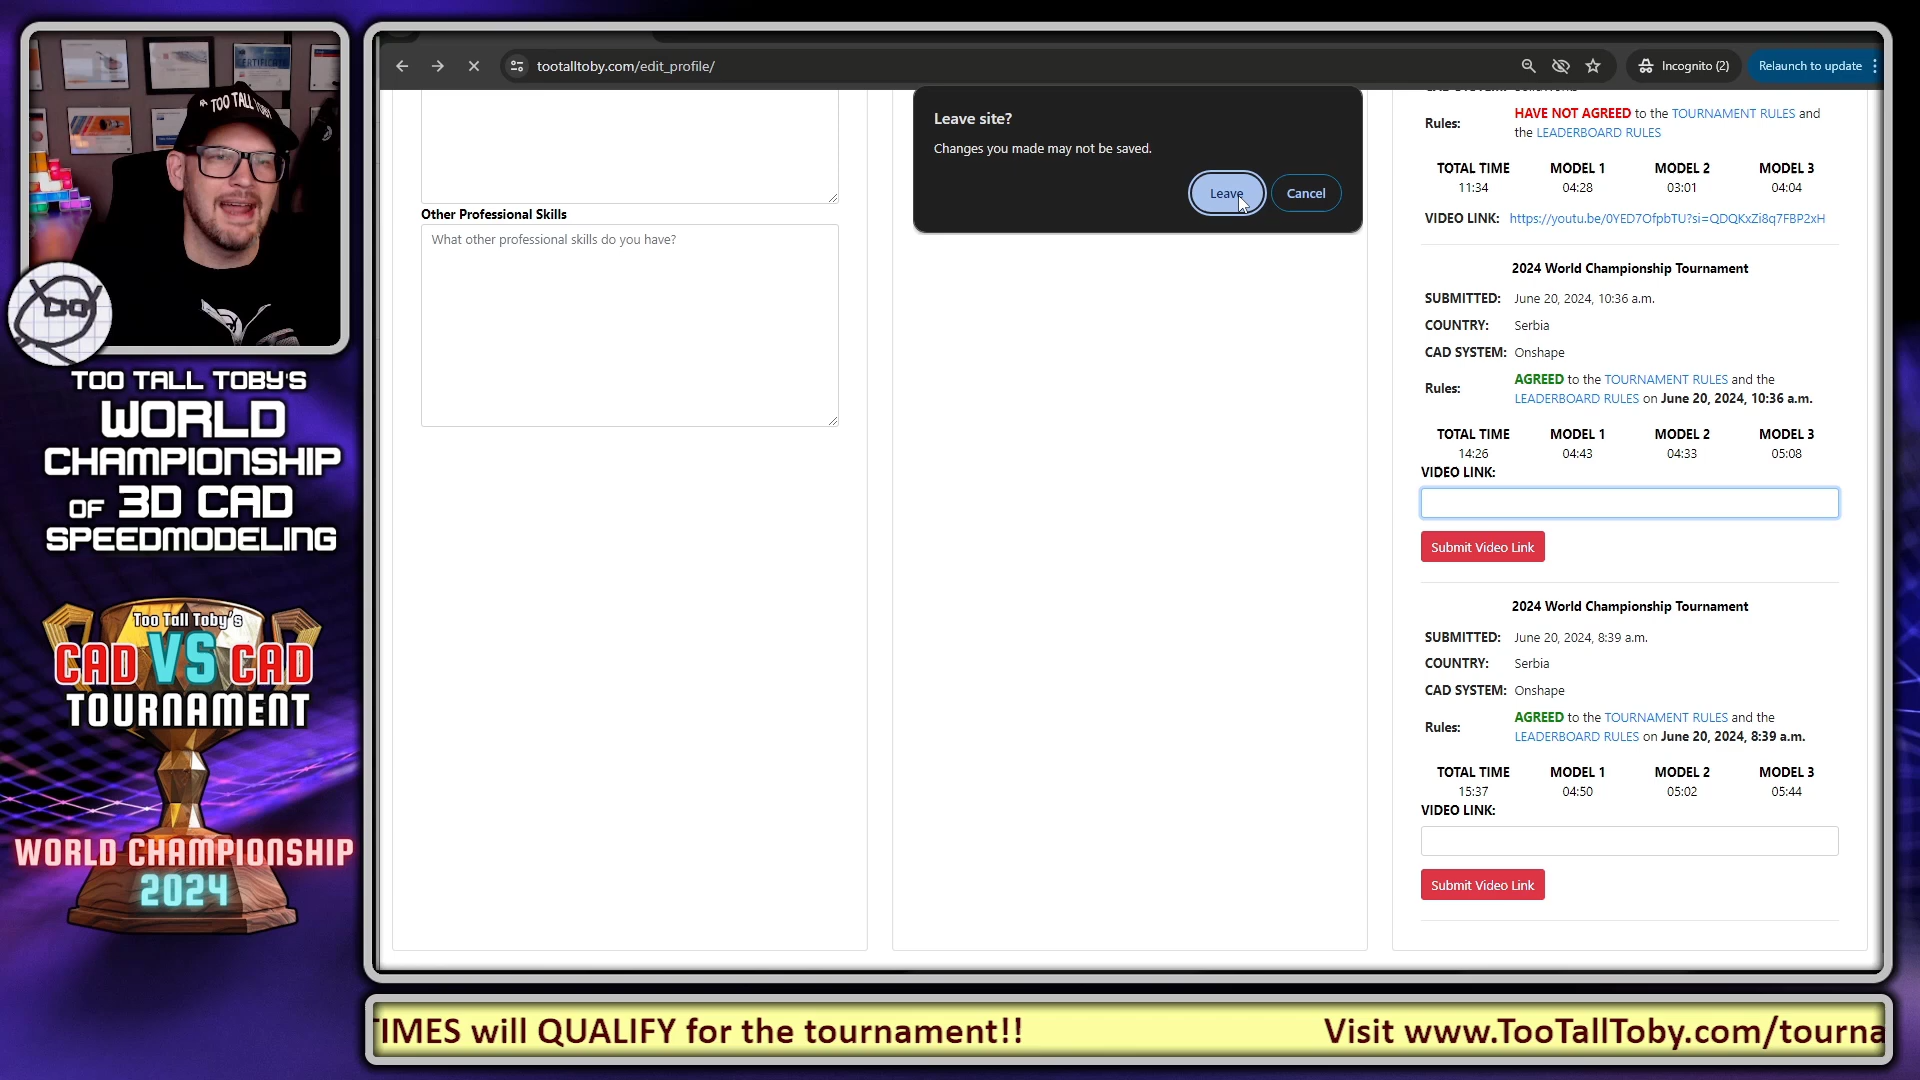 TOO TALL TOBY
CERTIFICATE
TOO TALL TOBY'S
WORLD
CHAMPIONSHIP
OF 3D CAD
SPEEDMODELING
Too Tall Toby's
CAD VS CAD
TOURNAMENT
WORLD CHAMPIONSHIP
2024
tootalltoby.com/edit_profile/
Incognito (2)
Relaunch to update
Leave site?
Changes you made may not be saved.
Leave
Cancel
Other Professional Skills
What other professional skills do you have?
Rules:
HAVE NOT AGREED to the TOURNAMENT RULES and
the LEADERBOARD RULES
TOTAL TIME MODEL 1 MODEL 2 MODEL 3
11:34 04:28 03:01 04:04
VIDEO LINK: https://youtu.be/0YED7OfpbTU?si=QDQKxZi8q7FBP2xH
2024 World Championship Tournament
SUBMITTED: June 20, 2024, 10:36 a.m.
COUNTRY: Serbia
CAD SYSTEM: Onshape
Rules:
AGREED to the TOURNAMENT RULES and the
LEADERBOARD RULES on June 20, 2024, 10:36 a.m.
TOTAL TIME MODEL 1 MODEL 2 MODEL 3
14:26 04:43 04:33 05:08
VIDEO LINK:
Submit Video Link
2024 World Championship Tournament
SUBMITTED: June 20, 2024, 8:39 a.m.
COUNTRY: Serbia
CAD SYSTEM: Onshape
Rules:
AGREED to the TOURNAMENT RULES and the
LEADERBOARD RULES on June 20, 2024, 8:39 a.m.
TOTAL TIME MODEL 1 MODEL 2 MODEL 3
15:37 04:50 05:02 05:44
VIDEO LINK:
Submit Video Link
TIMES will QUALIFY for the tournament!! Visit www.TooTallToby.com/tourna